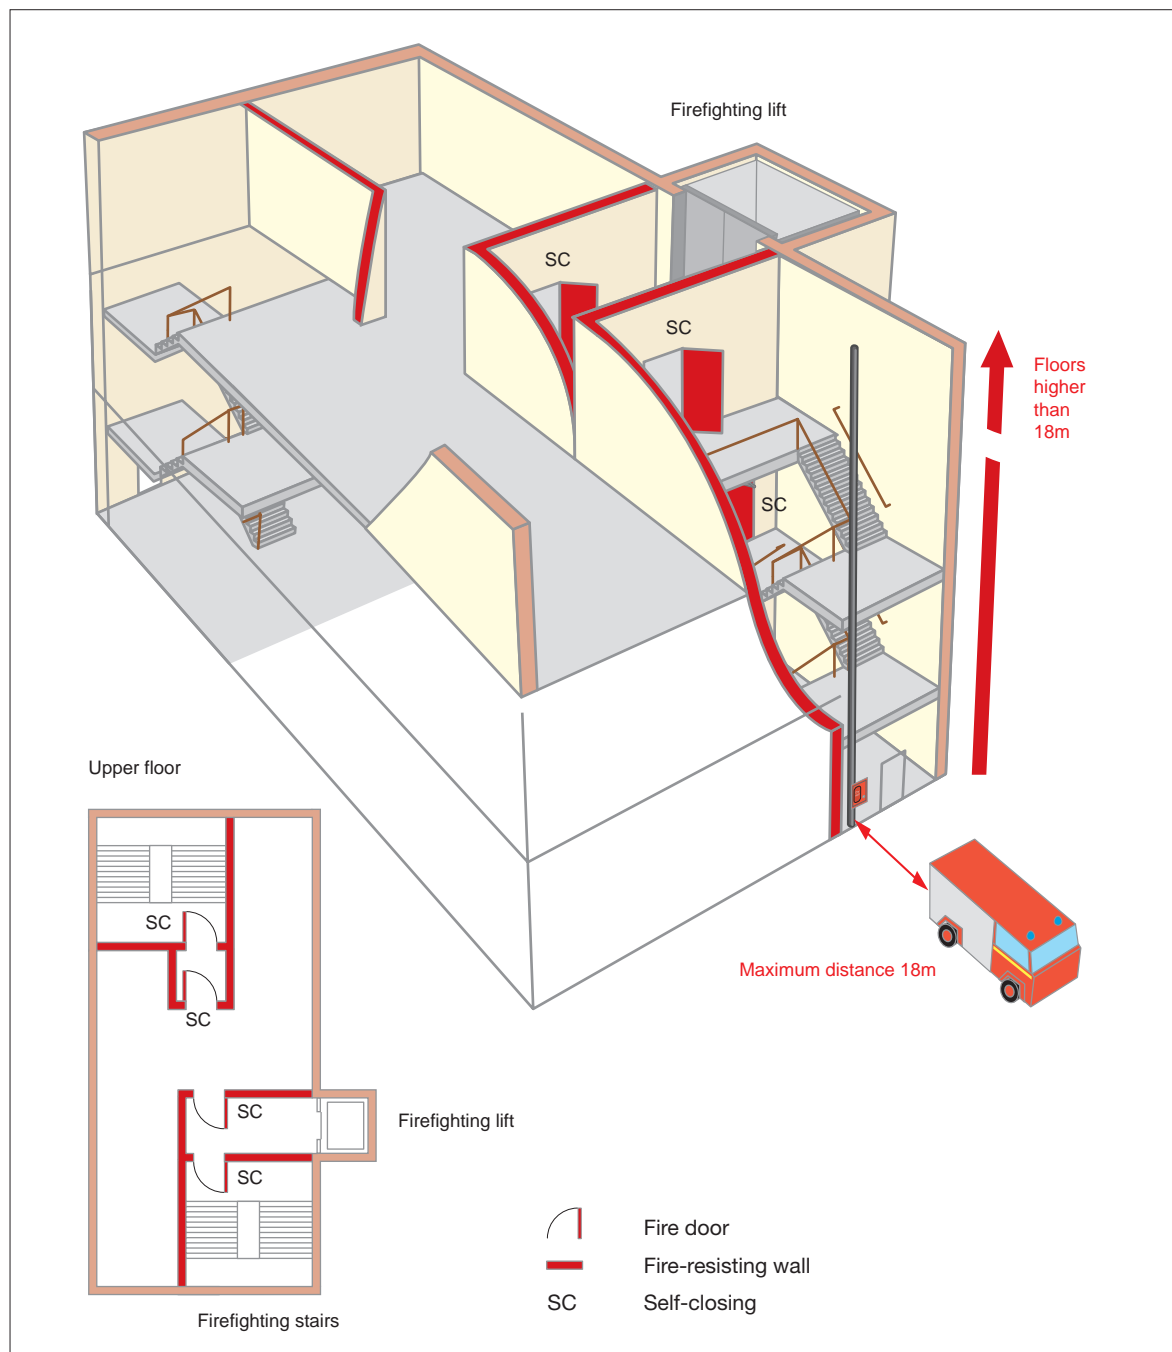 Firefighting lift
SC
SC
Floors
higher
than
18m
SC
Upper floor
SC
Maximum distance 18m
SC
SC
Firefighting lift
SC
Fire door
Fire-resisting wall
SC Self-closing
Firefighting stairs